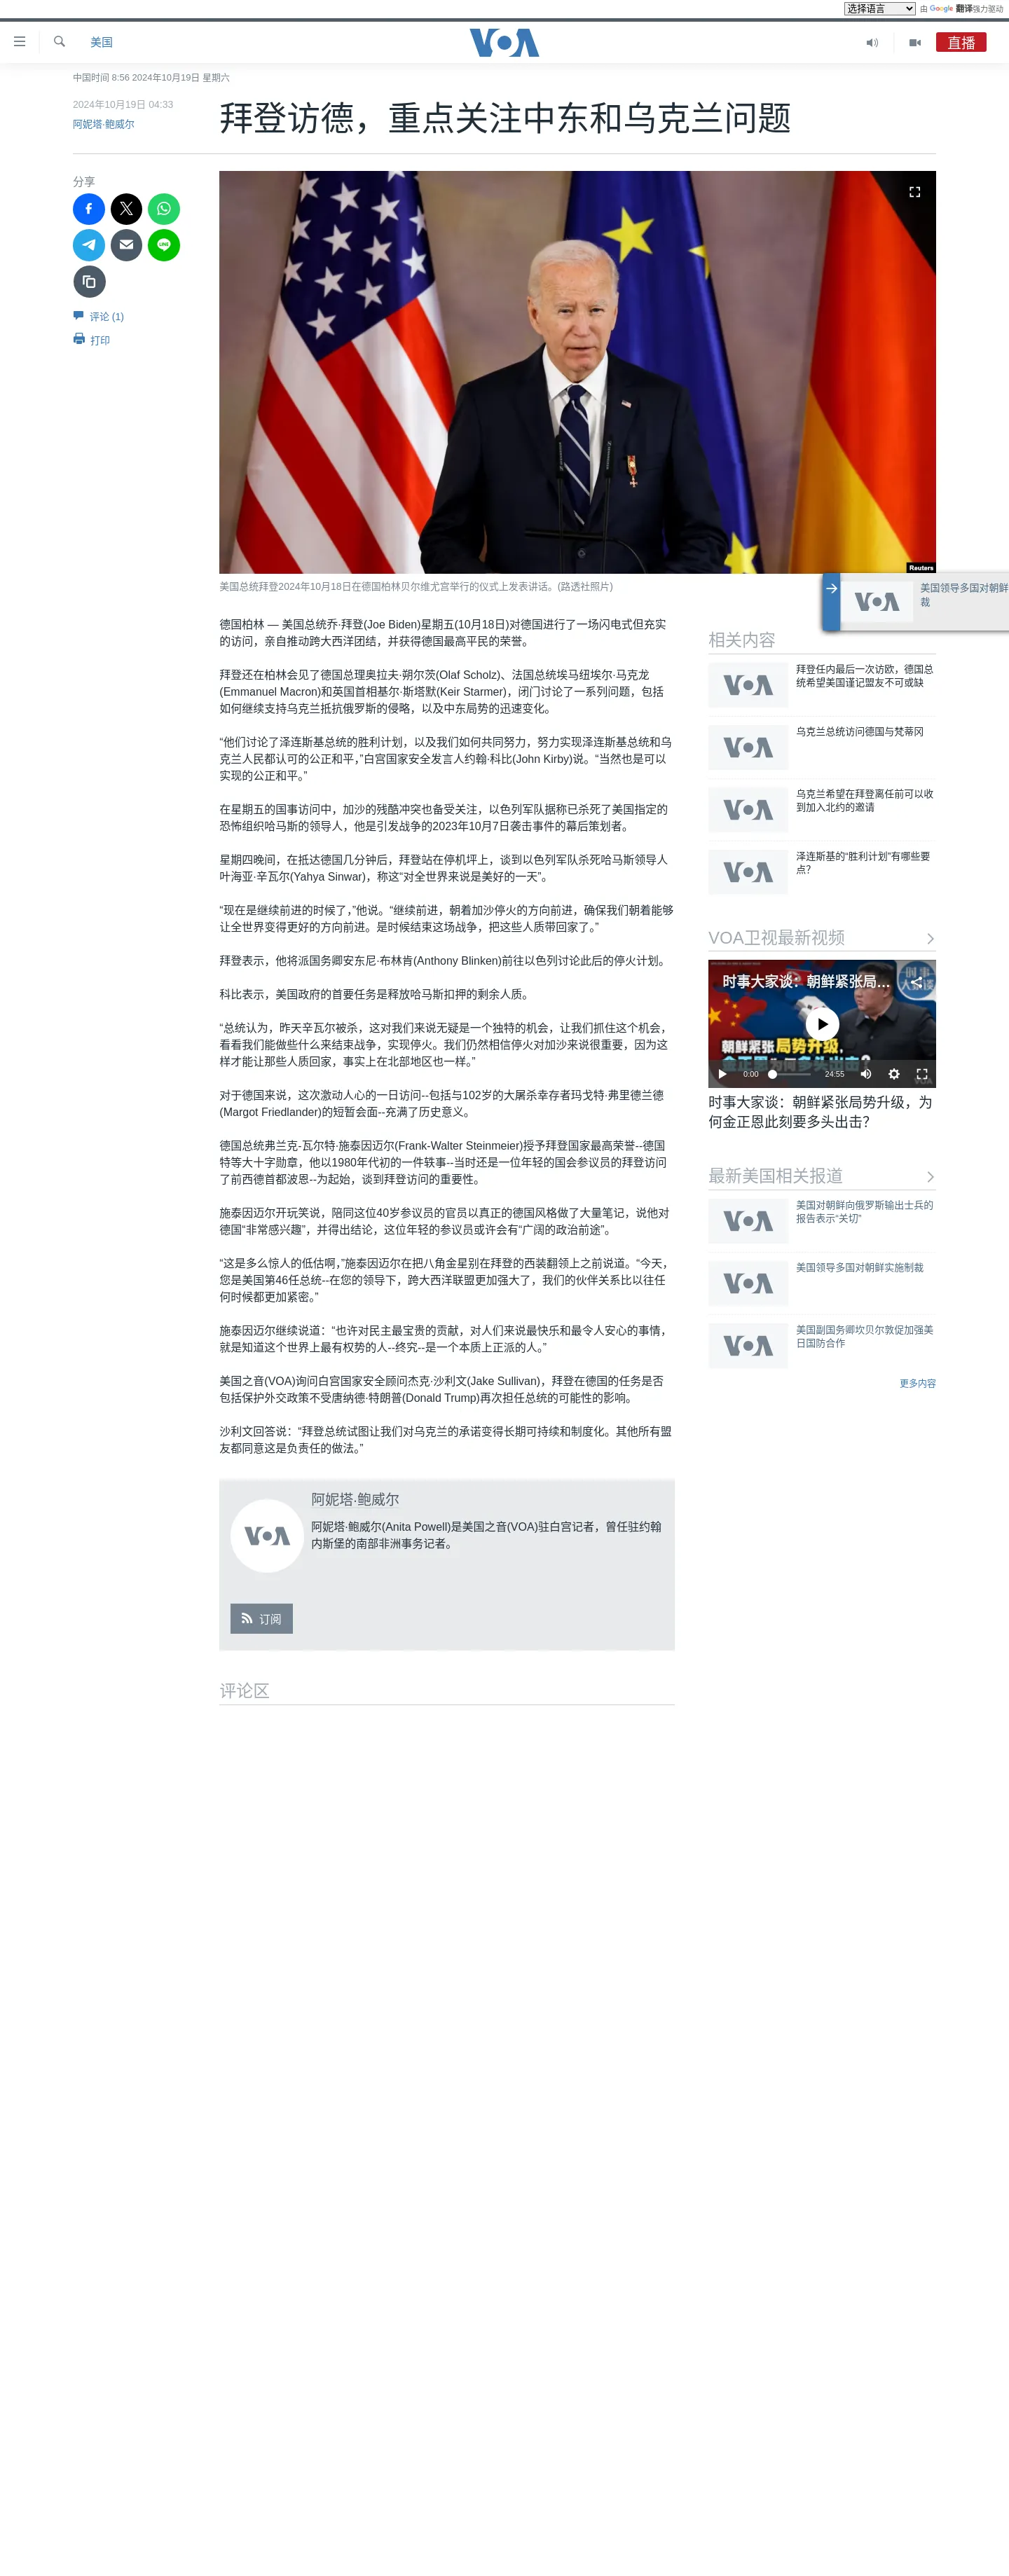 选择语言
由 Google 翻译强力驱动
美国
VOA
直播
中国时间 8:56 2024年10月19日 星期六
2024年10月19日 04:33
阿妮塔·鲍威尔
拜登访德，重点关注中东和乌克兰问题
分享
LINE
评论 (1)
打印
Reuters
美国总统拜登2024年10月18日在德国柏林贝尔维尤宫举行的仪式上发表讲话。(路透社照片)
VOA
美国领导多国对朝鲜
裁
德国柏林 — 美国总统乔·拜登(Joe Biden)星期五(10月18日)对德国进行了一场闪电式但充实
的访问，亲自推动跨大西洋团结，并获得德国最高平民的荣誉。
拜登还在柏林会见了德国总理奥拉夫·朔尔茨(Olaf Scholz)、法国总统埃马纽埃尔·马克龙
(Emmanuel Macron)和英国首相基尔·斯塔默(Keir Starmer)，闭门讨论了一系列问题，包括
如何继续支持乌克兰抵抗俄罗斯的侵略，以及中东局势的迅速变化。
“他们讨论了泽连斯基总统的胜利计划，以及我们如何共同努力，努力实现泽连斯基总统和乌
克兰人民都认可的公正和平，”白宫国家安全发言人约翰·科比(John Kirby)说。“当然也是可以
实现的公正和平。”
在星期五的国事访问中，加沙的残酷冲突也备受关注，以色列军队据称已杀死了美国指定的
恐怖组织哈马斯的领导人，他是引发战争的2023年10月7日袭击事件的幕后策划者。
星期四晚间，在抵达德国几分钟后，拜登站在停机坪上，谈到以色列军队杀死哈马斯领导人
叶海亚·辛瓦尔(Yahya Sinwar)，称这“对全世界来说是美好的一天”。
“现在是继续前进的时候了，”他说。“继续前进，朝着加沙停火的方向前进，确保我们朝着能够
让全世界变得更好的方向前进。是时候结束这场战争，把这些人质带回家了。”
拜登表示，他将派国务卿安东尼·布林肯(Anthony Blinken)前往以色列讨论此后的停火计划。
科比表示，美国政府的首要任务是释放哈马斯扣押的剩余人质。
“总统认为，昨天辛瓦尔被杀，这对我们来说无疑是一个独特的机会，让我们抓住这个机会，
看看我们能做些什么来结束战争，实现停火。我们仍然相信停火对加沙来说很重要，因为这
样才能让那些人质回家，事实上在北部地区也一样。”
对于德国来说，这次激动人心的一日访问--包括与102岁的大屠杀幸存者玛戈特·弗里德兰德
(Margot Friedlander)的短暂会面--充满了历史意义。
德国总统弗兰克-瓦尔特·施泰因迈尔(Frank-Walter Steinmeier)授予拜登国家最高荣誉--德国
特等大十字勋章，他以1980年代初的一件轶事--当时还是一位年轻的国会参议员的拜登访问
了前西德首都波恩--为起始，谈到拜登访问的重要性。
施泰因迈尔开玩笑说，陪同这位40岁参议员的官员以真正的德国风格做了大量笔记，说他对
德国“非常感兴趣”，并得出结论，这位年轻的参议员或许会有“广阔的政治前途”。
“这是多么惊人的低估啊，”施泰因迈尔在把八角金星别在拜登的西装翻领上之前说道。“今天，
您是美国第46任总统--在您的领导下，跨大西洋联盟更加强大了，我们的伙伴关系比以往任
何时候都更加紧密。”
施泰因迈尔继续说道：“也许对民主最宝贵的贡献，对人们来说最快乐和最令人安心的事情，
就是知道这个世界上最有权势的人--终究--是一个本质上正派的人。”
美国之音(VOA)询问白宫国家安全顾问杰克·沙利文(Jake Sullivan)，拜登在德国的任务是否
包括保护外交政策不受唐纳德·特朗普(Donald Trump)再次担任总统的可能性的影响。
沙利文回答说：“拜登总统试图让我们对乌克兰的承诺变得长期可持续和制度化。其他所有盟
友都同意这是负责任的做法。”
VOA
阿妮塔·鲍威尔
阿妮塔·鲍威尔(Anita Powell)是美国之音(VOA)驻白宫记者，曾任驻约翰
内斯堡的南部非洲事务记者。
订阅
评论区
相关内容
VOA
拜登任内最后一次访欧，德国总
统希望美国谨记盟友不可或缺
VOA
乌克兰总统访问德国与梵蒂冈
VOA
乌克兰希望在拜登离任前可以收
到加入北约的邀请
VOA
泽连斯基的“胜利计划”有哪些要
点？
VOA卫视最新视频
时事大家谈：朝鲜紧张局...
时事
大家谈
朝鲜紧张局势升级，
金正恩为何多头出击？
0:00
24:55
VOA
时事大家谈：朝鲜紧张局势升级，为
何金正恩此刻要多头出击？
最新美国相关报道
VOA
美国对朝鲜向俄罗斯输出士兵的
报告表示“关切”
VOA
美国领导多国对朝鲜实施制裁
VOA
美国副国务卿坎贝尔敦促加强美
日国防合作
更多内容